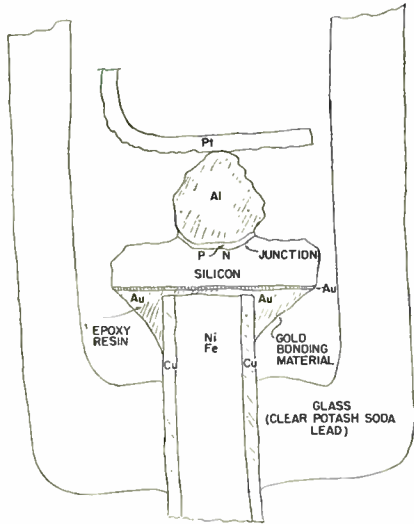 Pt
Al
P N
JUNCTION
SILICON
Au
Au
Au
EPOXY
RESIN
Ni
Fe
GOLD
BONDING
MATERIAL
Cu
Cu
GLASS
(CLEAR POTASH SODA
LEAD)